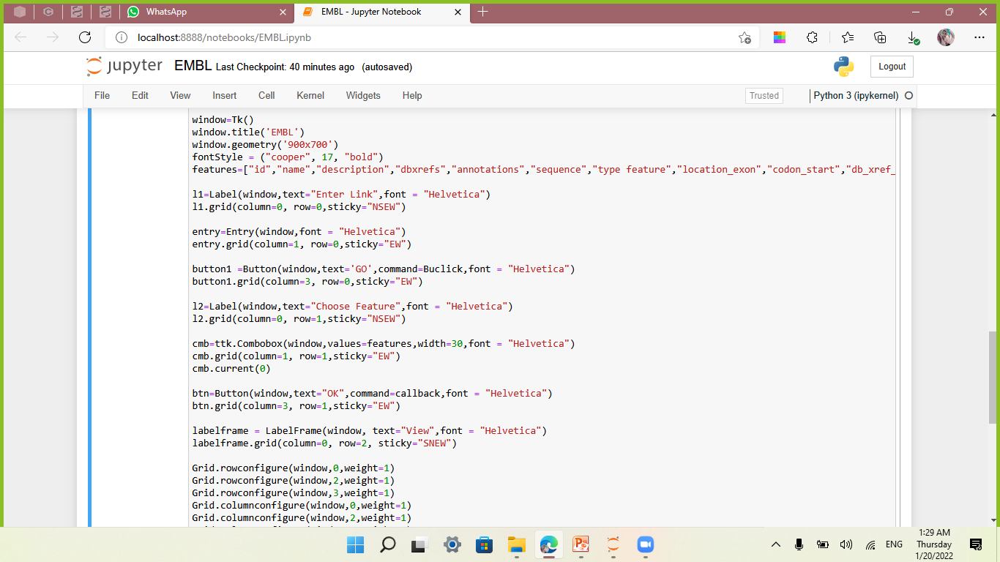 WhatsApp
EMBL - Jupyter Notebook
localhost:8888/notebooks/EMBL.ipynb
jupyter EMBL Last Checkpoint: 40 minutes ago (autosaved)
Logout
File Edit View Insert Cell Kernel Widgets Help
Trusted
Python 3 (ipykernel)
window=Tk()
window.title('EMBL')
window.geometry('900x700')
fontStyle = ("cooper", 17, "bold")
features=["id","name","description","dbxrefs","annotations","sequence","type feature","location_exon","codon_start","db_xref_
l1=Label(window,text="Enter Link",font = "Helvetica")
l1.grid(column=0, row=0,sticky="NSEW")
entry=Entry(window,font = "Helvetica")
entry.grid(column=1, row=0,sticky="EW")
button1 =Button(window,text='GO',command=Buclick,font = "Helvetica")
button1.grid(column=3, row=0,sticky="EW")
l2=Label(window,text="Choose Feature",font = "Helvetica")
l2.grid(column=0, row=1,sticky="NSEW")
cmb=ttk.Combobox(window,values=features,width=30,font = "Helvetica")
cmb.grid(column=1, row=1,sticky="EW")
cmb.current(0)
btn=Button(window,text="OK",command=callback,font = "Helvetica")
btn.grid(column=3, row=1,sticky="EW")
labelframe = LabelFrame(window, text="View",font = "Helvetica")
labelframe.grid(column=0, row=2, sticky="SNEW")
Grid.rowconfigure(window,0,weight=1)
Grid.rowconfigure(window,2,weight=1)
Grid.rowconfigure(window,3,weight=1)
Grid.columnconfigure(window,0,weight=1)
Grid.columnconfigure(window,2,weight=1)
ENG
1:29 AM
Thursday
1/20/2022